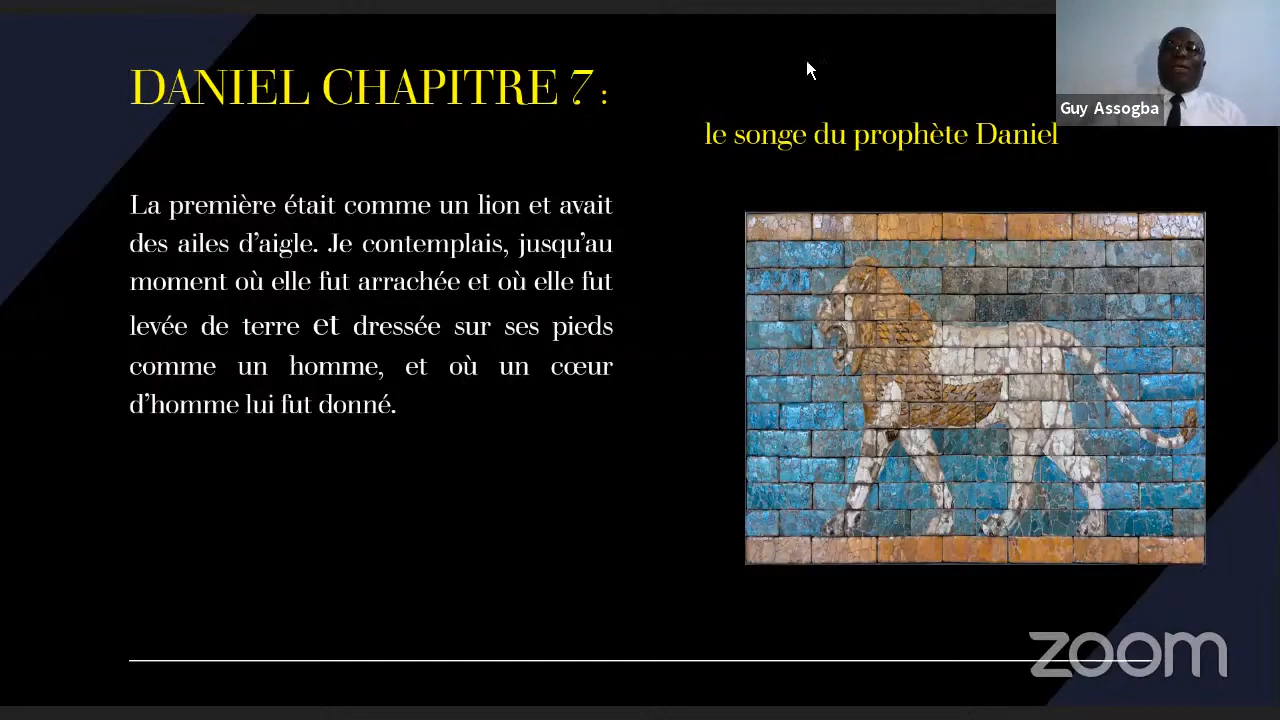 DANIEL CHAPITRE 7 :
le songe du prophète Daniel
Guy Assogba
La première était comme un lion et avait
des ailes d’aigle. Je contemplais, jusqu’au
moment où elle fut arrachée et où elle fut
levée de terre et dressée sur ses pieds
comme un homme, et où un cœur
d’homme lui fut donné.
zoom